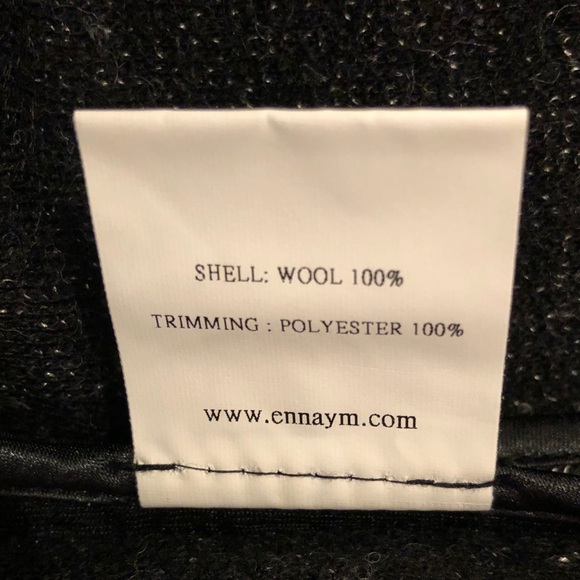 SHELL: WOOL 100%
TRIMMING : POLYESTER 100%
www.ennaym.com